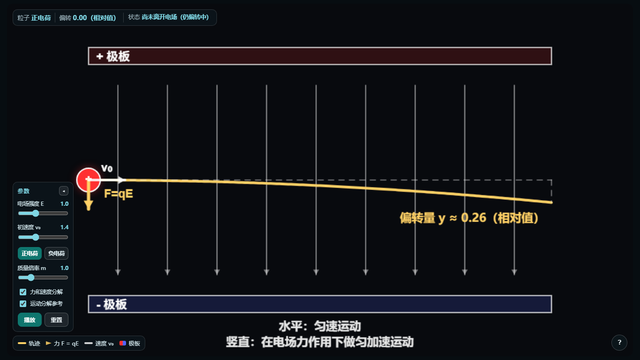 粒子 正电荷 偏转 0.00（相对值） 状态 尚未离开电场（仍偏转中）
+ 极板
v₀
F=qE
参数
电场强度 E 1.0
初速度 v₀ 1.4
正电荷 负电荷
质量倍率 m 1.0
力和速度分解
运动分解参考
播放 重置
偏转量 y ≈ 0.26（相对值）
- 极板
水平：匀速运动
竖直：在电场力作用下做匀加速运动
轨迹 力 F = qE 速度 v₀ 极板
?